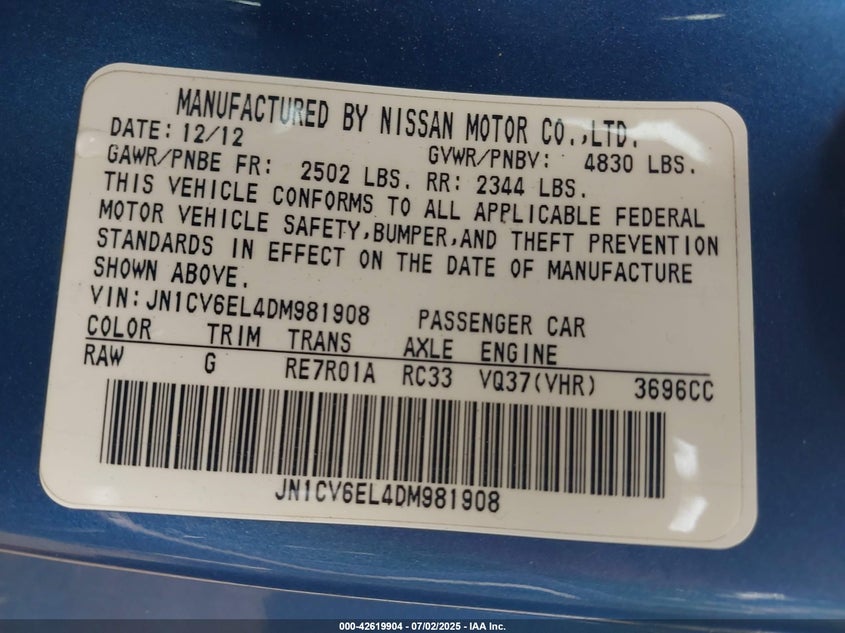 MANUFACTURED BY NISSAN MOTOR CO.,LTD.
DATE: 12/12 GVWR/PNBV: 4830 LBS.
GAWR/PNBE FR: 2502 LBS. RR: 2344 LBS.
THIS VEHICLE CONFORMS TO ALL APPLICABLE FEDERAL
MOTOR VEHICLE SAFETY,BUMPER,AND THEFT PREVENTION
STANDARDS IN EFFECT ON THE DATE OF MANUFACTURE
SHOWN ABOVE.
VIN:JN1CV6EL4DM981908 PASSENGER CAR
COLOR TRIM TRANS AXLE ENGINE
RAW G RE7R01A RC33 VQ37(VHR) 3696CC
JN1CV6EL4DM981908
000-42619904 - 07/02/2025 - IAA Inc.